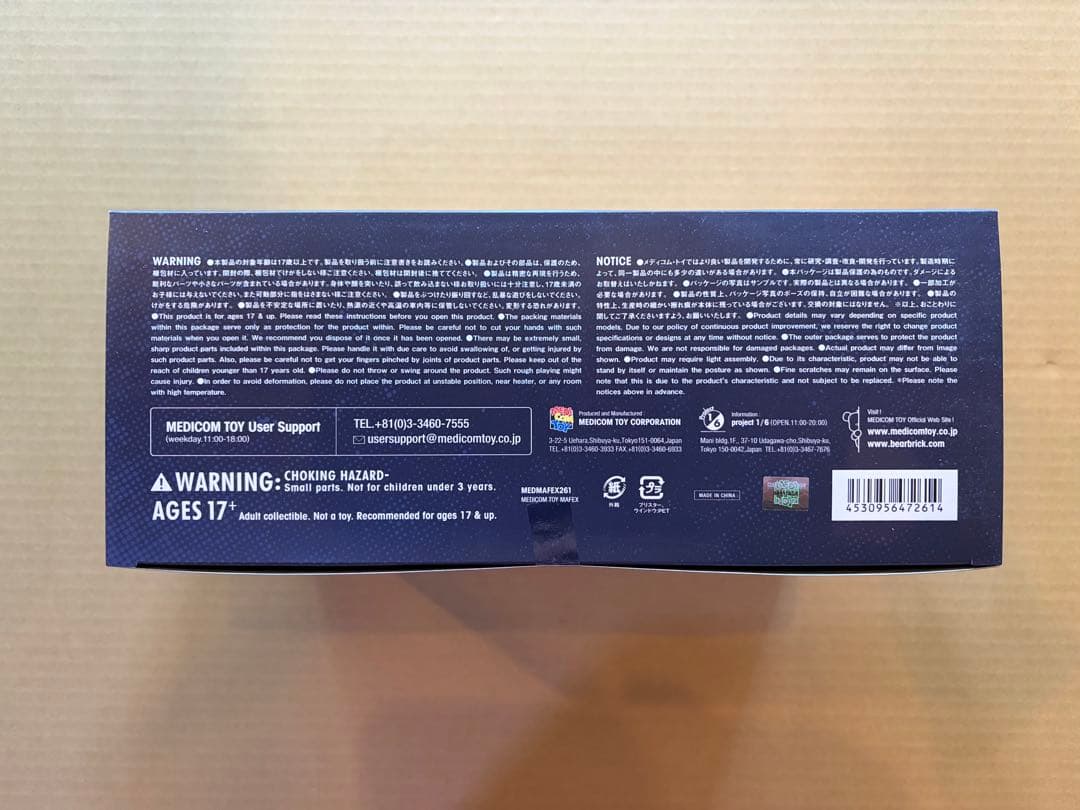 WARNING ●本製品の対象年齢は17歳以上です。製品を取り扱う前に注意書きをお読みください。●製品およびその部品は、保護のため、
梱包材に入っています。開封の際、梱包材でけがをしない様ご注意ください。梱包材は開封後に捨ててください。 ●製品は精密な再現を行うため、
鋭利なパーツや小さなパーツが含まれている場合があります。身体や顔を突いたり、誤って飲み込まない様お取り扱いには十分注意し、17歳未満の
お子様には与えないでください。また可動部分に指をはさまない様ご注意ください。 ●製品をぶつけたり振り回すなど、乱暴な遊びをしないでください。
けがをする危険があります。●製品を不安定な場所に置いたり、熱源の近くや高温の車内等に保管しないでください。変形する恐れがあります。
●This product is for ages 17 & up. Please read these instructions before you open this product. ●The packing materials
within this package serve only as protection for the product within. Please be careful not to cut your hands with such
materials when you open it. We recommend you dispose of it once it has been opened. ●There may be extremely small,
sharp product parts included within this package. Please handle it with due care to avoid swallowing of, or getting injured by
such product parts. Also, please be careful not to get your fingers pinched by joints of product parts. Please keep out of the
reach of children younger than 17 years old. ●Please do not throw or swing around the product. Such rough playing might
cause injury. ●In order to avoid deformation, please do not place the product at unstable position, near heater, or any room
with high temperature.
NOTICE ●メディコム・トイではより良い製品を開発するために、常に研究・調査・改良・開発を行っています。製造時期に
よって、同一製品の中にも多少の違いがある場合があります。 ●本パッケージは製品保護の為のものです。ダメージによる
お取替えはいたしかねます。 ●パッケージの写真はサンプルです。実際の製品とは異なる場合があります。 ●一部加工が
必要な場合があります。 ●製品の性質上、パッケージ写真のポーズの保持、自立が困難な場合があります。 ●製品の
特性上、生産時の細かい擦れ痕が本体に残っている場合がございます。交換の対象にはなりません。 ※以上、あらかじめご了承ください
●Product details may vary depending on specific product
models. Due to our policy of continuous product improvement, we reserve the right to change product
specifications or designs at any time without notice. ●The outer package serves to protect the product
from damage. We are not responsible for damaged packages. ●Actual product may differ from image
shown. ●Product may require light assembly. ●Due to its characteristic, product may not be able to
stand by itself or maintain the posture as shown. ●Fine scratches may remain on the surface. Please
note that this is due to the product's characteristic and not subject to be replaced. ※Please note the
notices above in advance.
MEDICOM TOY User Support
(weekday.11:00-18:00)
TEL.+81(0)3-3460-7555
usersupport@medicomtoy.co.jp
MEDI
COM
TOY
Produced and Manufactured
MEDICOM TOY CORPORATION
3-22-5 Uehara,Shibuya-ku,Tokyo151-0064,Japan
TEL.+81(0)3-3460-3933 FAX.+81(0)3-3460-6933
Project
1/6
Information :
project 1/6 (OPEN.11:00-20:00)
Mani bldg.1F., 37-10 Udagawa-cho,Shibuya-ku,
Tokyo 150-0042, Japan TEL.+81(0)3-3467-7676
Visit !
MEDICOM TOY Official Web Site !
www.medicomtoy.co.jp
www.bearbrick.com
WARNING: CHOKING HAZARD-
Small parts. Not for children under 3 years.
AGES 17+ Adult collectible. Not a toy. Recommended for ages 17 & up.
MEDMAFEX261
MEDICOM TOY MAFEX
紙
外箱
プラ
ブリスター、
ウインドウ:PET
MADE IN CHINA
4530956472614